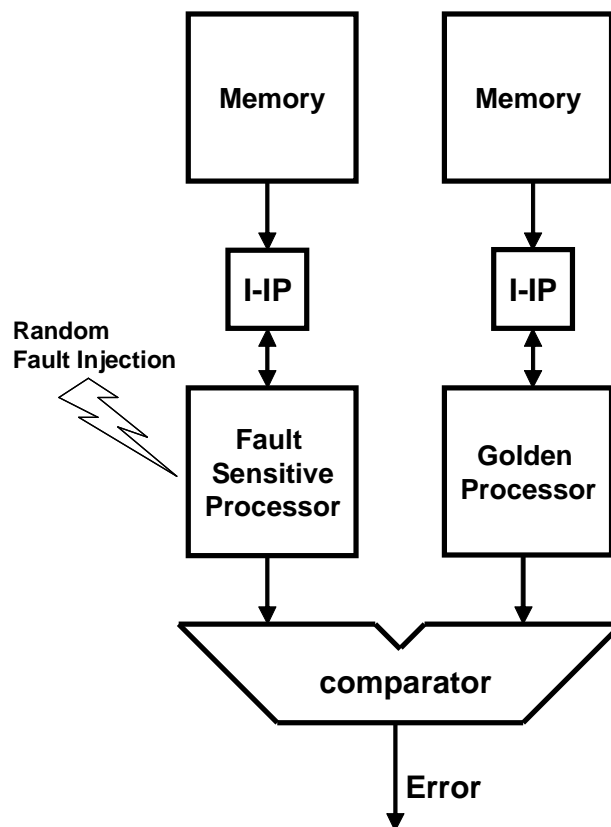 Memory
Memory
I-IP
I-IP
Random
Fault Injection
Fault
Sensitive
Processor
Golden
Processor
comparator
Error